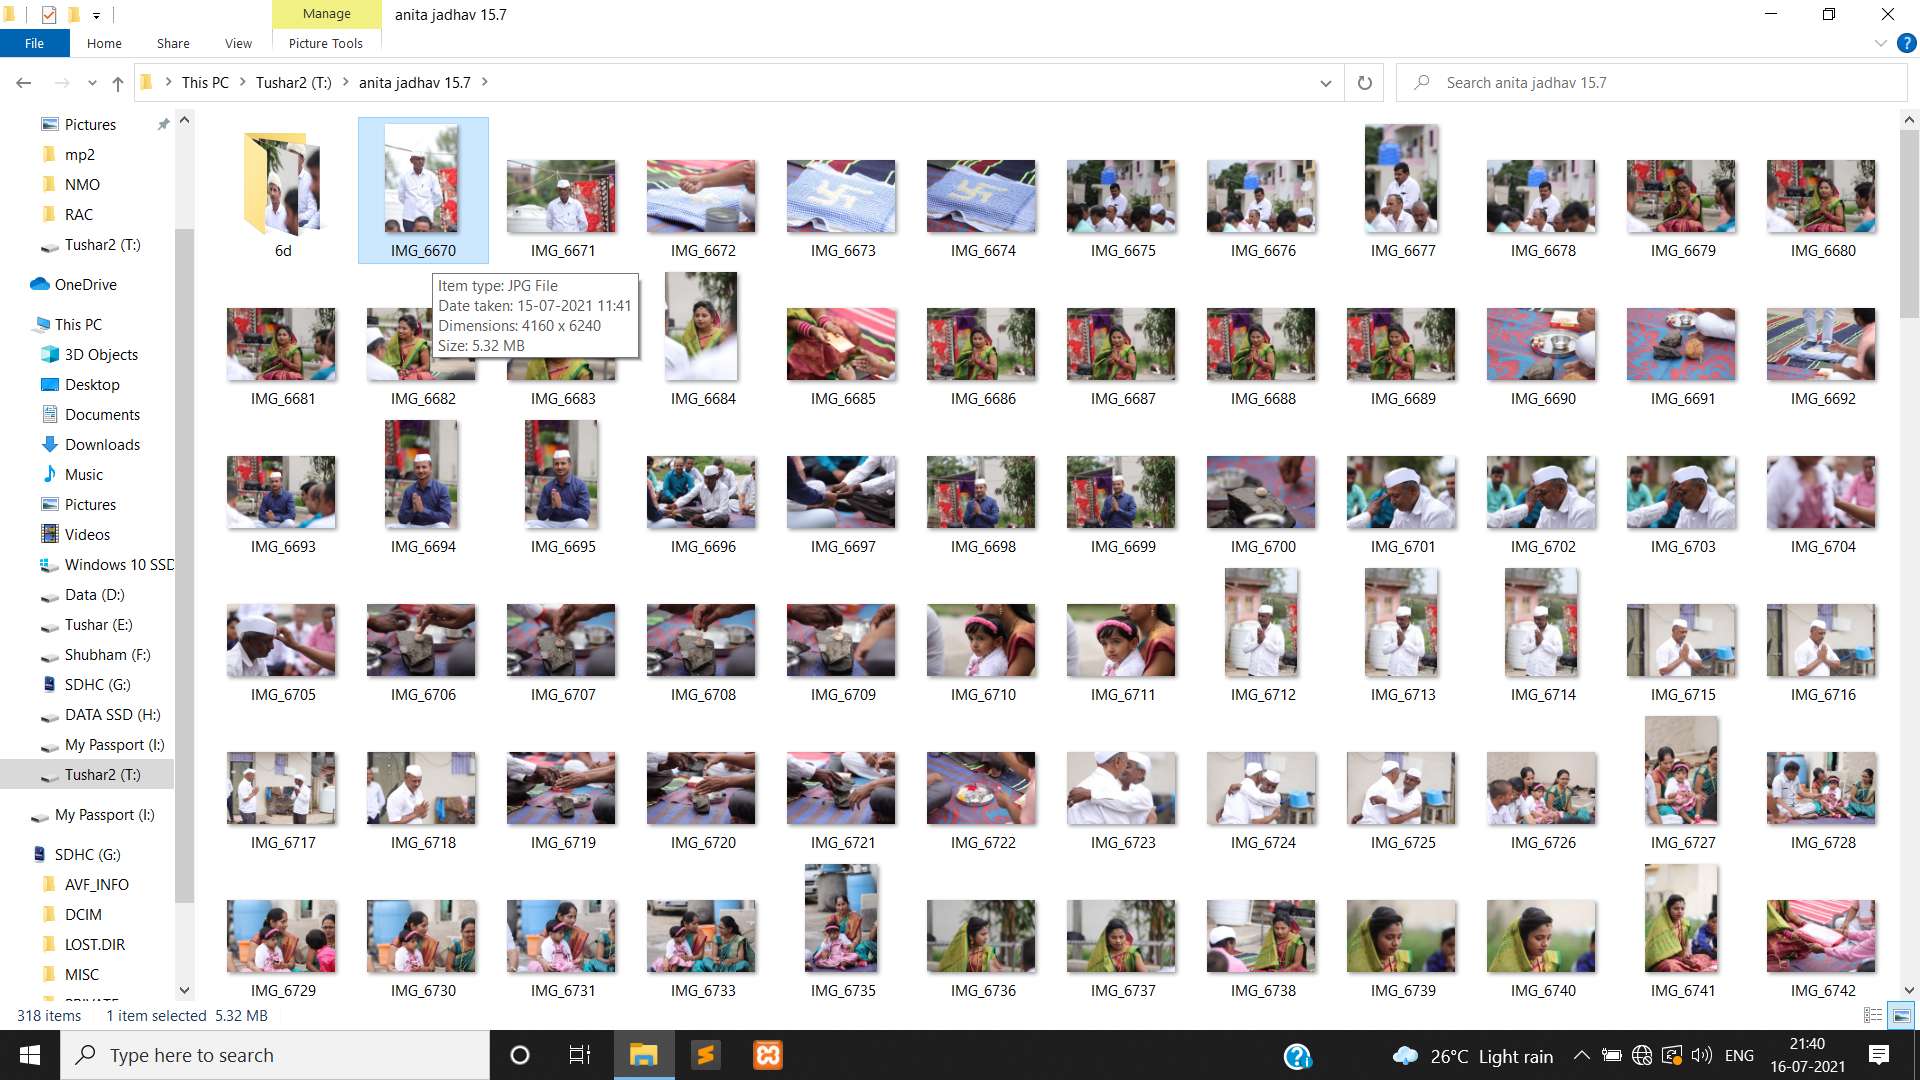 Manage
anita jadhav 15.7
File
Home
Share
View
Picture Tools
This PC
Tushar2 (T:)
anita jadhav 15.7
Search anita jadhav 15.7
Pictures
mp2
NMO
RAC
Tushar2 (T:)
OneDrive
This PC
3D Objects
Desktop
Documents
Downloads
Music
Pictures
Videos
Windows 10 SSD
Data (D:)
Tushar (E:)
Shubham (F:)
SDHC (G:)
DATA SSD (H:)
My Passport (I:)
Tushar2 (T:)
My Passport (I:)
SDHC (G:)
AVF_INFO
DCIM
LOST.DIR
MISC
6d
IMG_6670
IMG_6671
IMG_6672
IMG_6673
IMG_6674
IMG_6675
IMG_6676
IMG_6677
IMG_6678
IMG_6679
IMG_6680
Item type: JPG File
Date taken: 15-07-2021 11:41
Dimensions: 4160 x 6240
Size: 5.32 MB
IMG_6681
IMG_6682
IMG_6683
IMG_6684
IMG_6685
IMG_6686
IMG_6687
IMG_6688
IMG_6689
IMG_6690
IMG_6691
IMG_6692
IMG_6693
IMG_6694
IMG_6695
IMG_6696
IMG_6697
IMG_6698
IMG_6699
IMG_6700
IMG_6701
IMG_6702
IMG_6703
IMG_6704
IMG_6705
IMG_6706
IMG_6707
IMG_6708
IMG_6709
IMG_6710
IMG_6711
IMG_6712
IMG_6713
IMG_6714
IMG_6715
IMG_6716
IMG_6717
IMG_6718
IMG_6719
IMG_6720
IMG_6721
IMG_6722
IMG_6723
IMG_6724
IMG_6725
IMG_6726
IMG_6727
IMG_6728
IMG_6729
IMG_6730
IMG_6731
IMG_6733
IMG_6735
IMG_6736
IMG_6737
IMG_6738
IMG_6739
IMG_6740
IMG_6741
IMG_6742
318 items
1 item selected 5.32 MB
Type here to search
26°C Light rain
ENG
21:40
16-07-2021